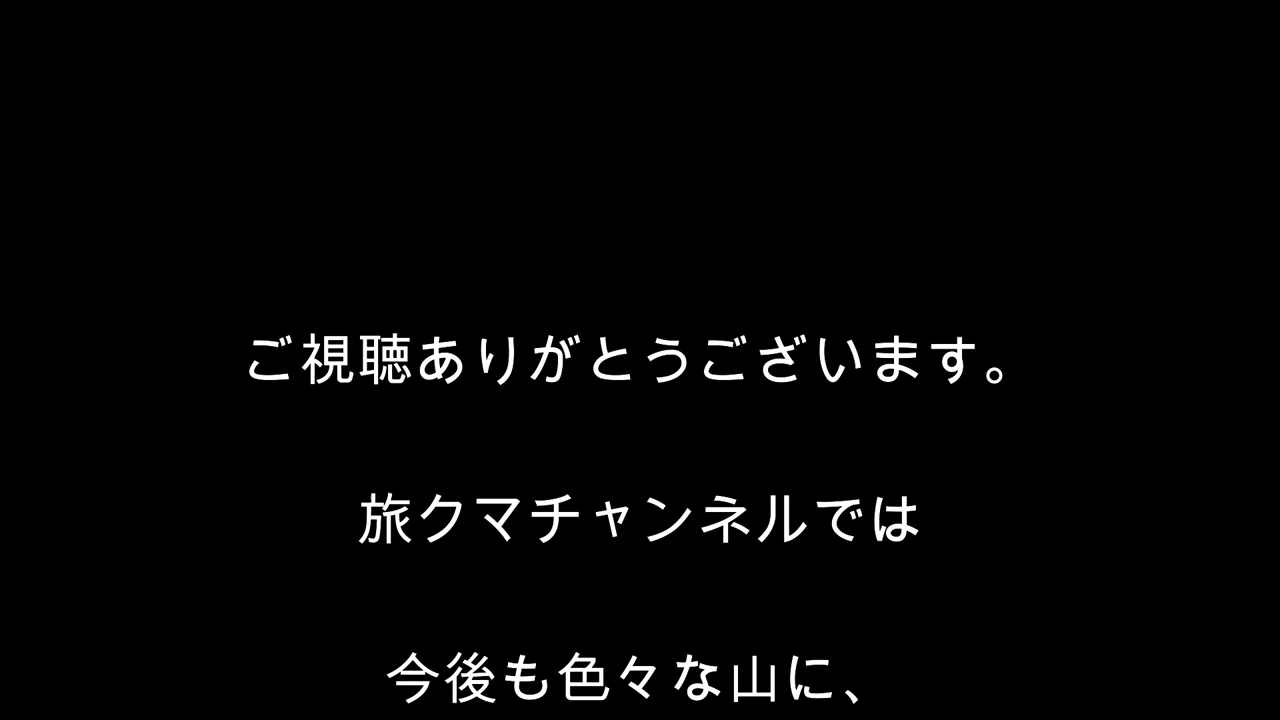 ご視聴ありがとうございます。
旅クマチャンネルでは
今後も色々な山に、